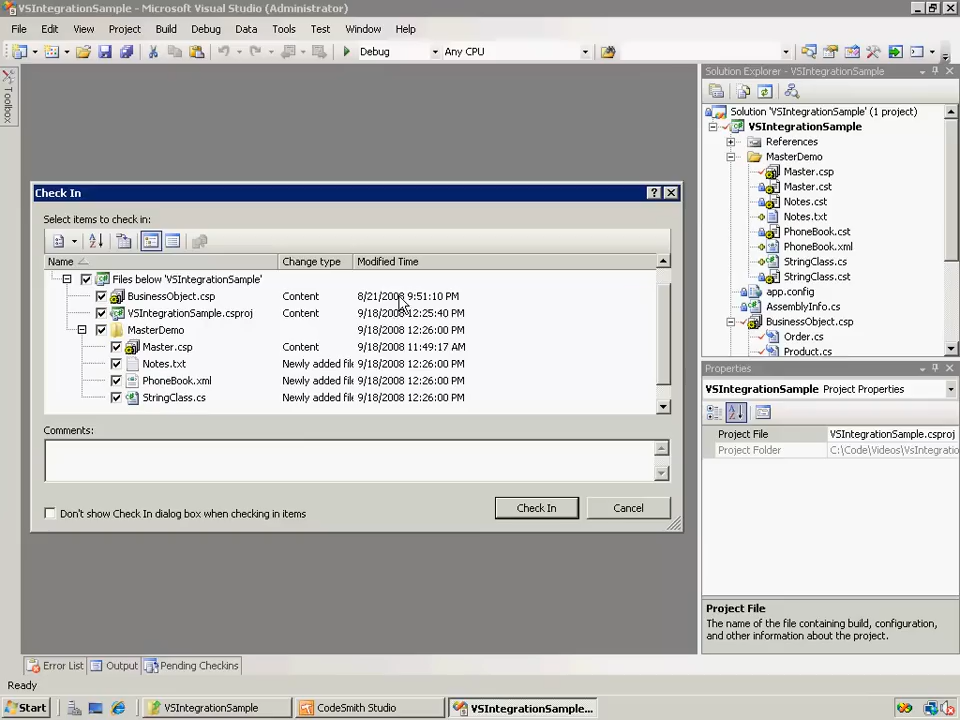 VSIntegrationSample - Microsoft Visual Studio (Administrator)
File Edit View Project Build Debug Data Tools Test Window Help
Debug Any CPU
Toolbox
Solution Explorer - VSIntegrationSample
Solution 'VSIntegrationSample' (1 project)
VSIntegrationSample
References
MasterDemo
Master.csp
Master.cst
Notes.cst
Notes.txt
PhoneBook.cst
PhoneBook.xml
StringClass.cs
StringClass.cst
app.config
AssemblyInfo.cs
BusinessObject.csp
Order.cs
Product.cs
Check In
Select items to check in:
Name Change type Modified Time
Files below 'VSIntegrationSample'
BusinessObject.csp Content 8/21/2008 9:51:10 PM
VSIntegrationSample.csproj Content 9/18/2008 12:25:40 PM
MasterDemo 9/18/2008 12:26:00 PM
Master.csp Content 9/18/2008 11:49:17 AM
Notes.txt Newly added fil 9/18/2008 12:26:00 PM
PhoneBook.xml Newly added fil 9/18/2008 12:26:00 PM
StringClass.cs Newly added fil 9/18/2008 12:26:00 PM
Comments:
Don't show Check In dialog box when checking in items
Check In Cancel
Properties
VSIntegrationSample Project Properties
Project File VSIntegrationSample.csproj
Project Folder C:\Code\Videos\VsIntegratio
Project File
The name of the file containing build, configuration,
and other information about the project.
Error List Output Pending Checkins
Ready
Start VSIntegrationSample CodeSmith Studio VSIntegrationSample...